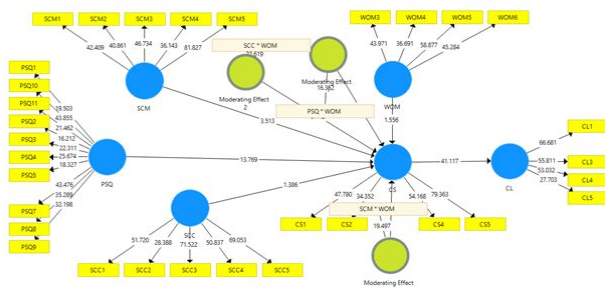 SCM1
SCM2
SCM3
SCM4
SCM5
42.409
40.861
46.734
36.143
81.827
SCM
SCC * WOM
Moderating Effect
Moderating Effect
2
PSQ * WOM
16.362
WOM3
WOM4
WOM5
WOM6
43.971
36.691
58.877
45.284
WOM
1.556
3.513
PSQ1
PSQ10
PSQ11
PSQ2
PSQ3
PSQ4
PSQ5
PSQ7
PSQ8
PSQ9
19.503
43.855
21.462
16.212
22.311
25.674
18.327
43.476
35.289
32.198
PSQ
13.769
CS
41.117
CL
CL1
CL3
CL4
CL5
66.681
55.811
53.032
27.703
1.386
SCC
51.720
28.388
71.522
50.837
69.053
SCC1
SCC2
SCC3
SCC4
SCC5
47.780
34.352
54.168
79.363
SCM * WOM
CS1
CS2
CS4
CS5
19.497
Moderating Effect